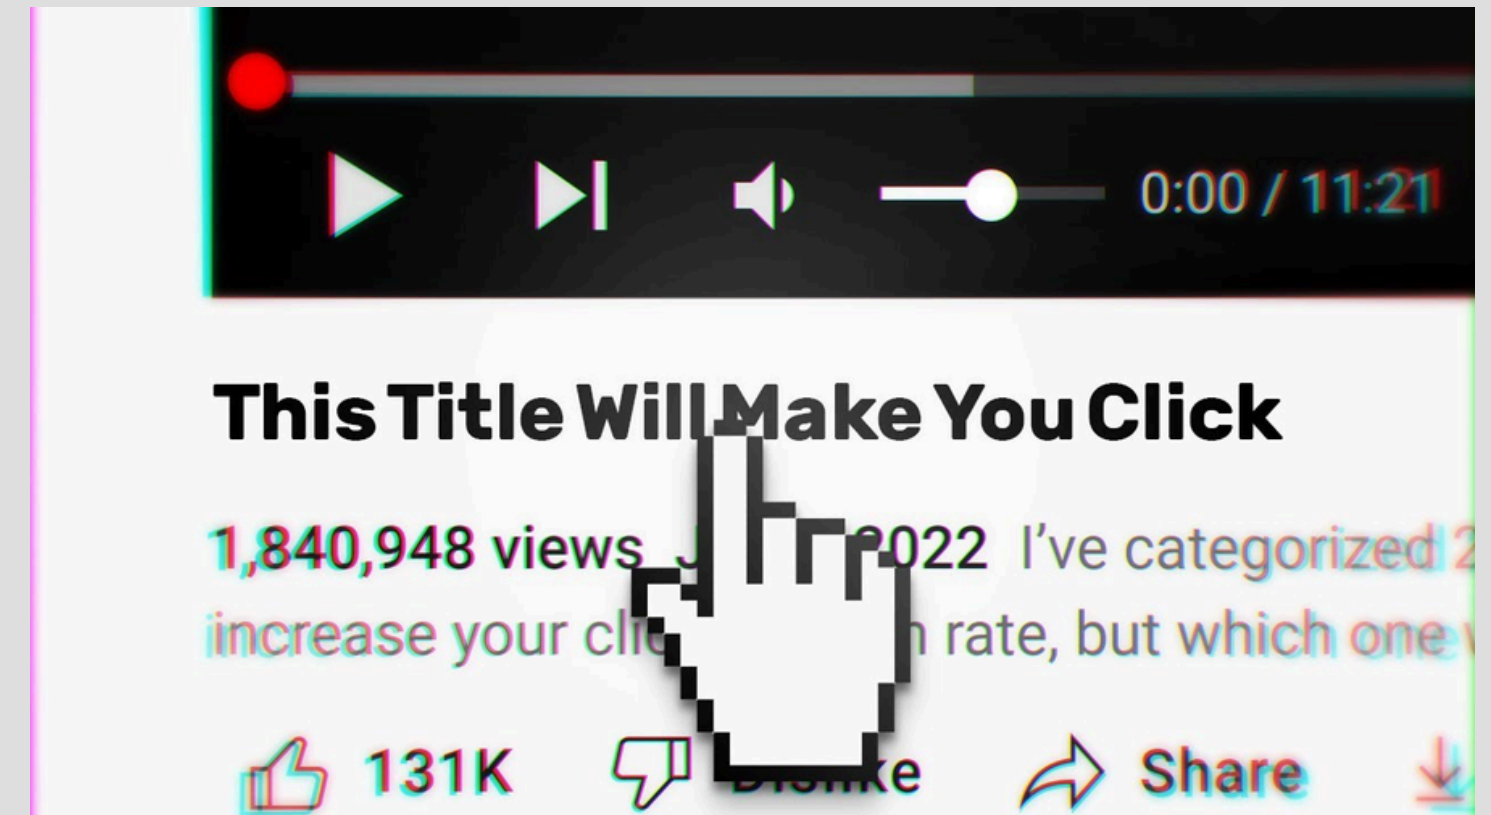 0:00 / 11:21
This Title Will Make You Click
1,840,948 views 2022 I've categorized
increase your rate, but which one
131K Dislike Share